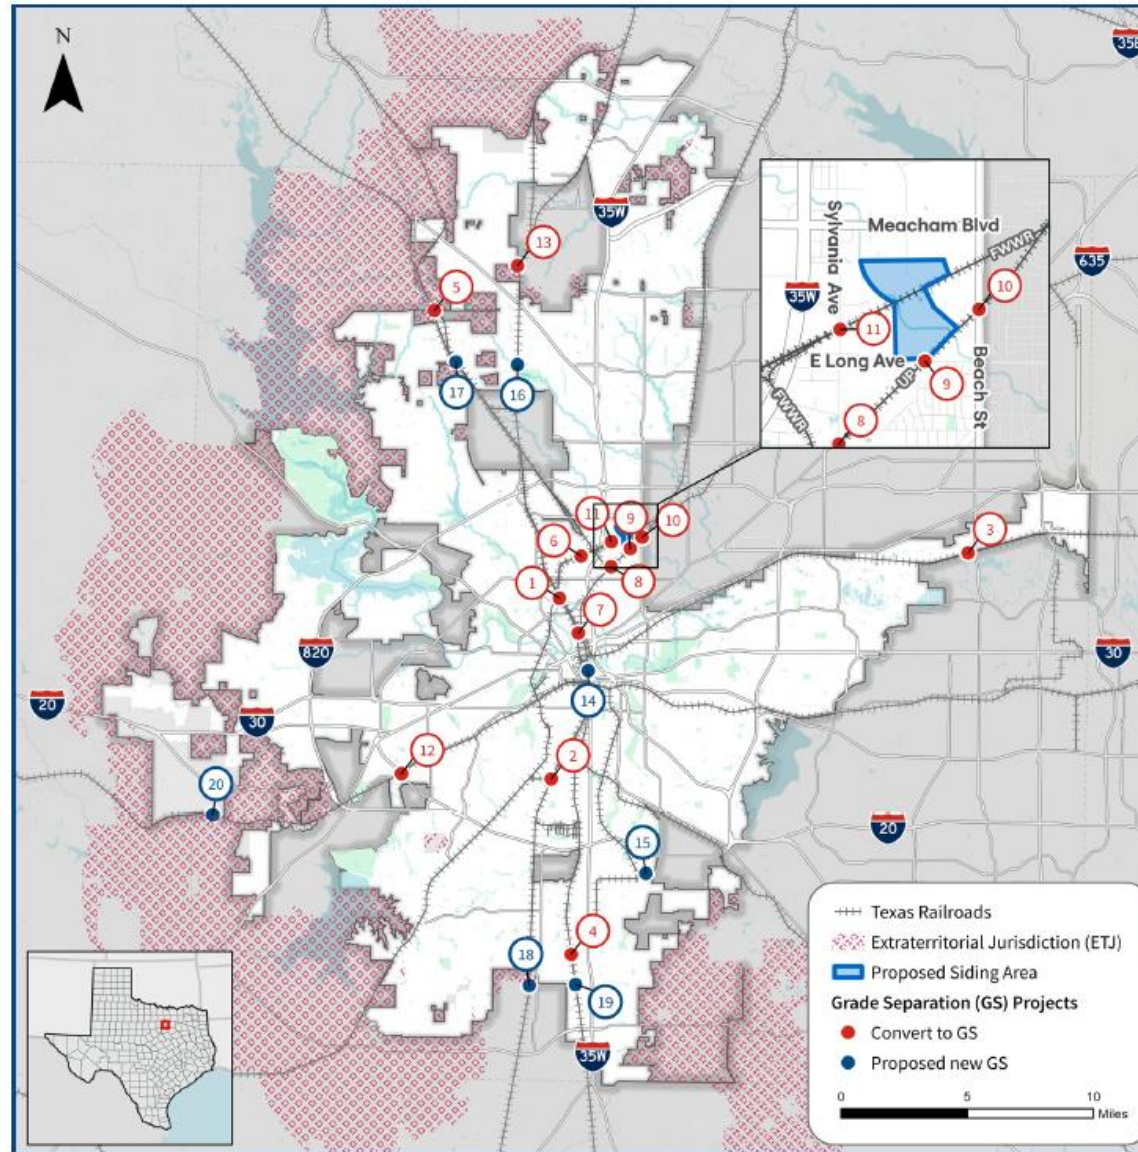 N
35E
35W
13
5
17
16
Sylvania Ave
Meacham Blvd
FWWR
35W
10
11
E Long Ave
UP
9
Beach St
FWWR
8
635
11
9
10
3
6
8
1
7
820
30
20
30
14
12
2
20
20
15
4
18
19
35W
Texas Railroads
Extraterritorial Jurisdiction (ETJ)
Proposed Siding Area
Grade Separation (GS) Projects
Convert to GS
Proposed new GS
0 5 10
Miles